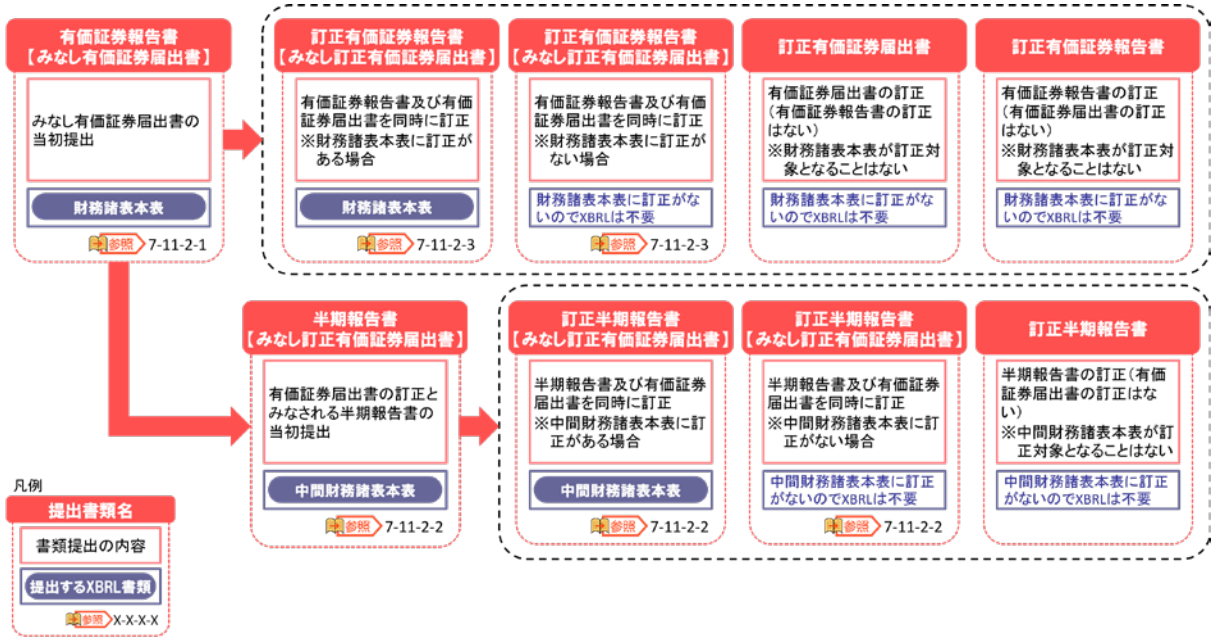 有価証券報告書
【みなし有価証券届出書】
みなし有価証券届出書の
当初提出
財務諸表本表
参照 7-11-2-1
訂正有価証券報告書
【みなし訂正有価証券届出書】
有価証券報告書及び有価
証券届出書を同時に訂正
※財務諸表本表に訂正が
ある場合
財務諸表本表
参照 7-11-2-3
訂正有価証券報告書
【みなし訂正有価証券届出書】
有価証券報告書及び有価
証券届出書を同時に訂正
※財務諸表本表に訂正が
ない場合
財務諸表本表に訂正がな
いのでXBRLは不要
参照 7-11-2-3
訂正有価証券届出書
有価証券届出書の訂正
(有価証券報告書の訂正
はない)
※財務諸表本表が訂正対
象となることはない
財務諸表本表に訂正がな
いのでXBRLは不要
訂正有価証券報告書
有価証券報告書の訂正
(有価証券届出書の訂正
はない)
※財務諸表本表が訂正対
象となることはない
財務諸表本表に訂正がな
いのでXBRLは不要
半期報告書
【みなし訂正有価証券届出書】
有価証券届出書の訂正と
みなされる半期報告書の
当初提出
中間財務諸表本表
参照 7-11-2-2
訂正半期報告書
【みなし訂正有価証券届出書】
半期報告書及び有価証券
届出書を同時に訂正
※中間財務諸表本表に訂
正がある場合
中間財務諸表本表
参照 7-11-2-2
訂正半期報告書
【みなし訂正有価証券届出書】
半期報告書及び有価証券
届出書を同時に訂正
※中間財務諸表本表に訂
正がない場合
中間財務諸表本表に訂正
がないのでXBRLは不要
参照 7-11-2-2
訂正半期報告書
半期報告書の訂正(有価
証券届出書の訂正はな
い)
※中間財務諸表本表が訂
正対象となることはない
中間財務諸表本表に訂正
がないのでXBRLは不要
凡例
提出書類名
書類提出の内容
提出するXBRL書類
参照 X-X-X-X